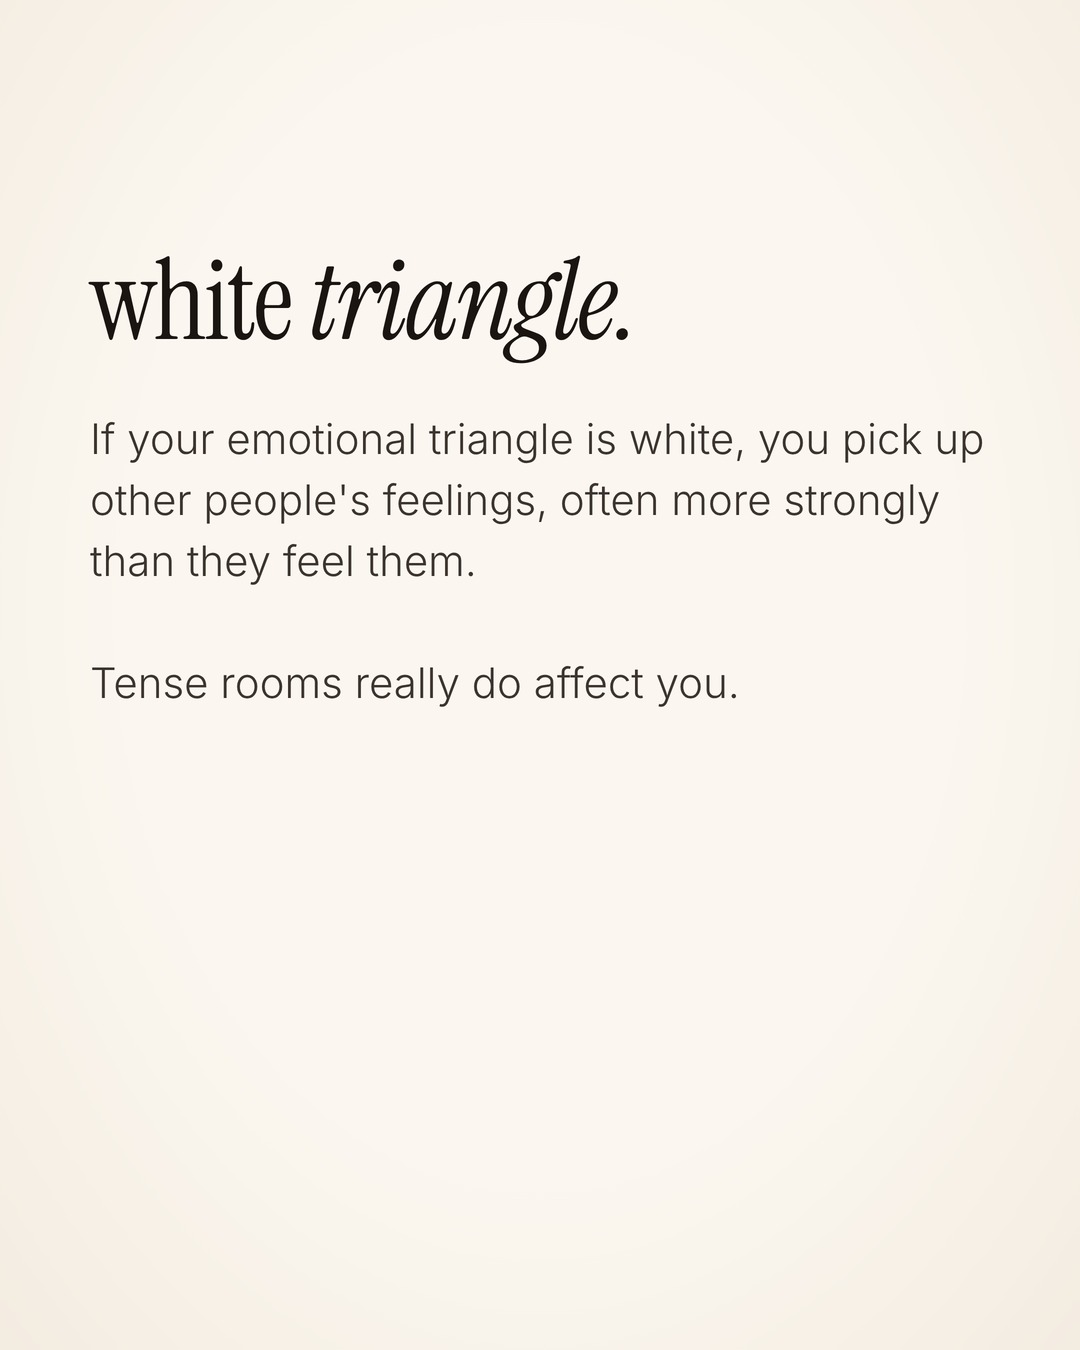 white triangle.
If your emotional triangle is white, you pick up
other people's feelings, often more strongly
than they feel them.
Tense rooms really do affect you.